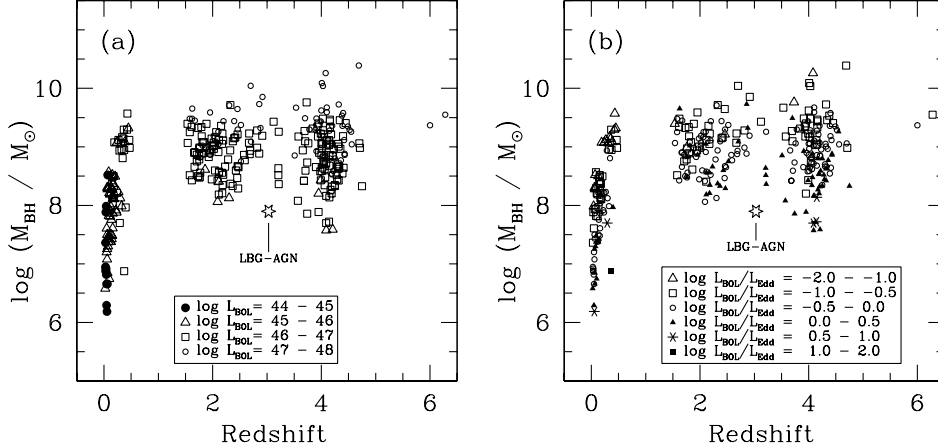 (a)
10
8
6
log (M_BH / M_⊙)
LBG-AGN
log L_BOL= 44 - 45
log L_BOL= 45 - 46
log L_BOL= 46 - 47
log L_BOL= 47 - 48
0 2 4 6
Redshift
(b)
10
8
6
log (M_BH / M_⊙)
LBG-AGN
log L_BOL/L_Edd = -2.0 - -1.0
log L_BOL/L_Edd = -1.0 - -0.5
log L_BOL/L_Edd = -0.5 - 0.0
log L_BOL/L_Edd = 0.0 - 0.5
log L_BOL/L_Edd = 0.5 - 1.0
log L_BOL/L_Edd = 1.0 - 2.0
0 2 4 6
Redshift